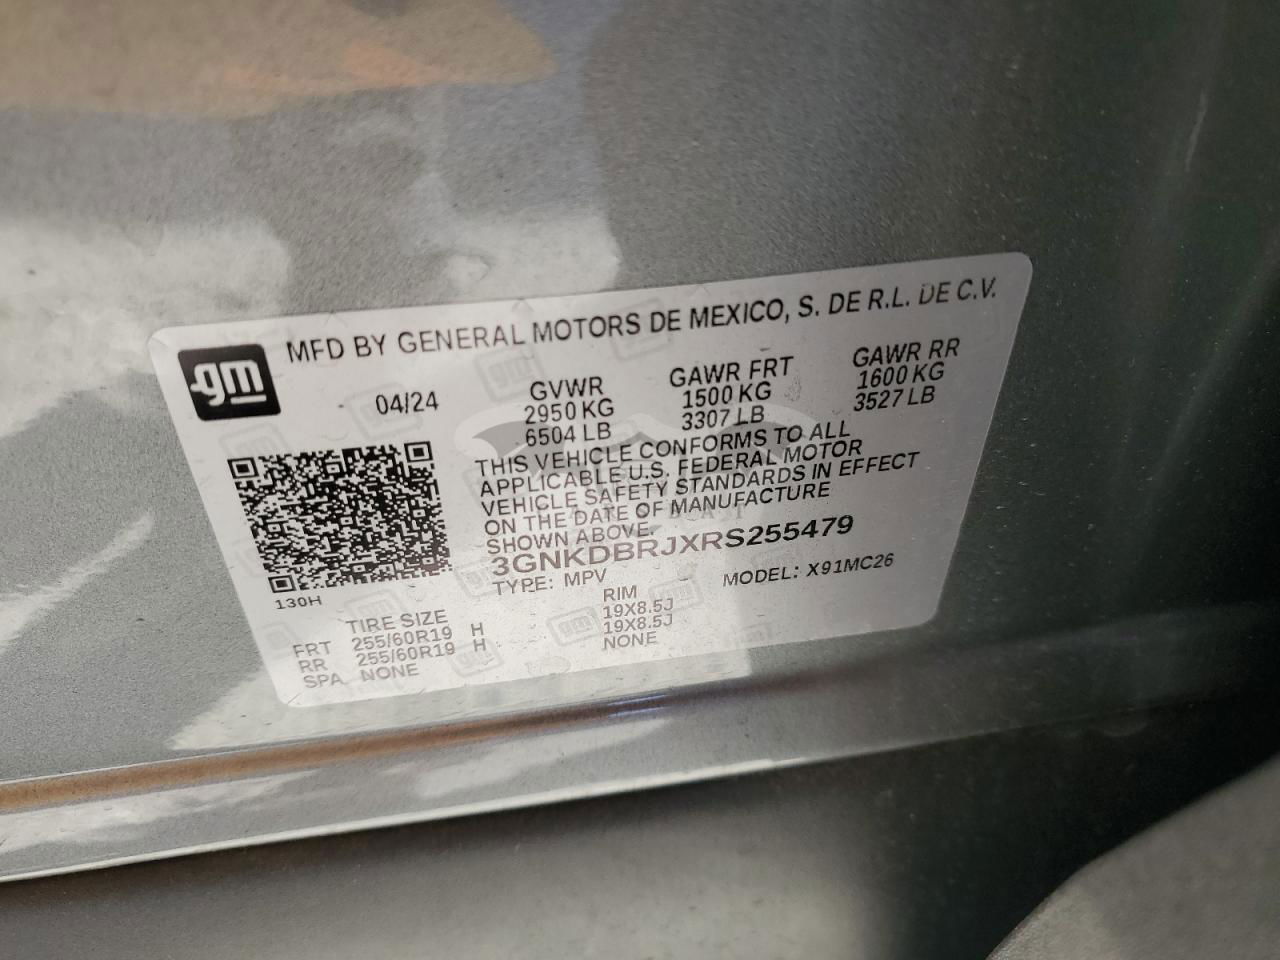 gm
MFD BY GENERAL MOTORS DE MEXICO, S. DE R.L. DE C.V.
04/24
GVWR
2950 KG
6504 LB
GAWR FRT
1500 KG
3307 LB
GAWR RR
1600 KG
3527 LB
THIS VEHICLE CONFORMS TO ALL
APPLICABLE U.S. FEDERAL MOTOR
VEHICLE SAFETY STANDARDS IN EFFECT
ON THE DATE OF MANUFACTURE
SHOWN ABOVE.
3GNKDBRJXRS255479
TYPE: MPV
MODEL: X91MC26
130H
TIRE SIZE
RIM
FRT 255/60R19 H 19X8.5J
RR 255/60R19 H 19X8.5J
SPA NONE NONE